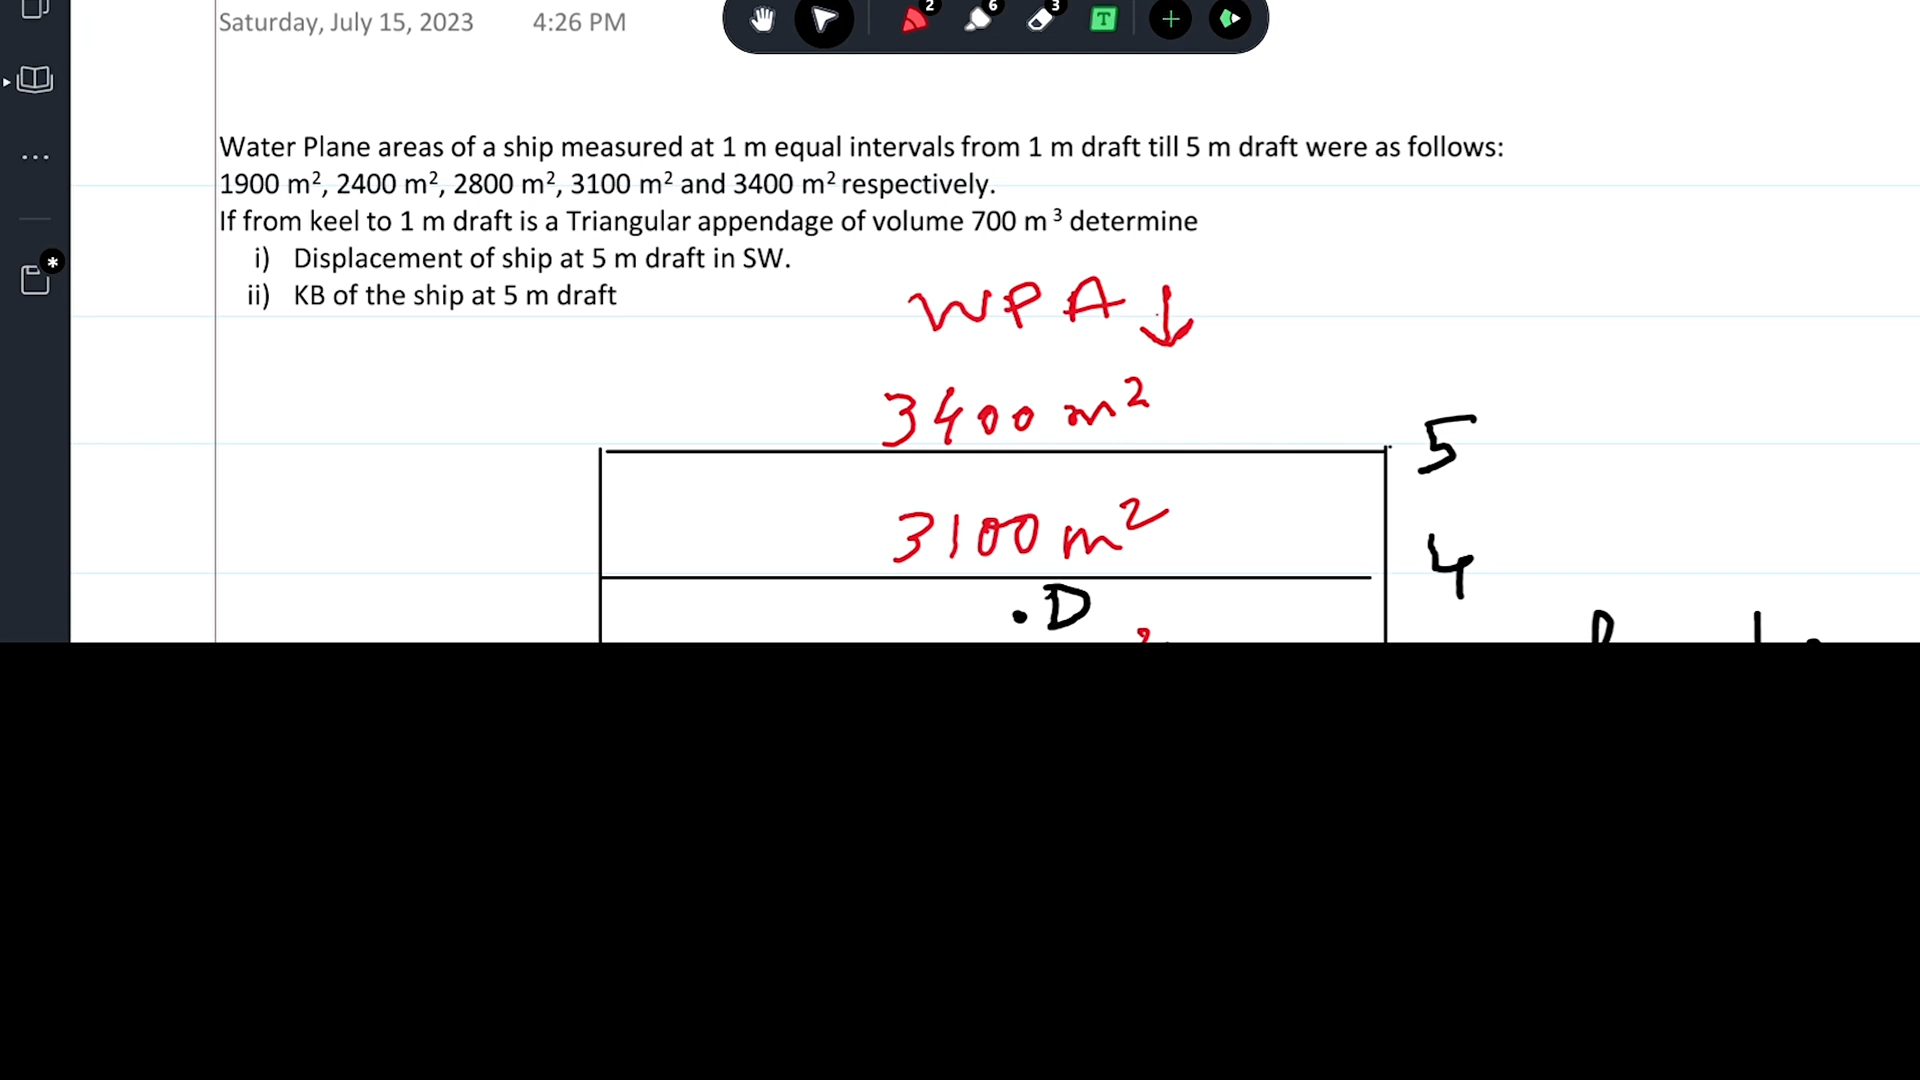 Saturday, July 15, 2023 4:26 PM
2 6 3 T
Water Plane areas of a ship measured at 1 m equal intervals from 1 m draft till 5 m draft were as follows:
1900 m², 2400 m², 2800 m², 3100 m² and 3400 m² respectively.
If from keel to 1 m draft is a Triangular appendage of volume 700 m³ determine
i) Displacement of ship at 5 m draft in SW.
ii) KB of the ship at 5 m draft
WPA ↓
3400 m²
5
3100 m²
4
.D